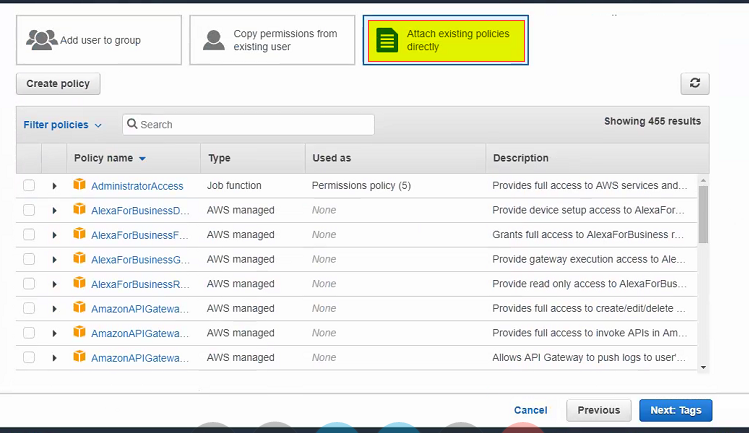 Add user to group
Copy permissions from
existing user
Attach existing policies
directly
Create policy
Filter policies
Search
Showing 455 results
Policy name Type Used as Description
AdministratorAccess Job function Permissions policy (5) Provides full access to AWS services and...
AlexaForBusinessD... AWS managed None Provide device setup access to AlexaFor...
AlexaForBusinessF... AWS managed None Grants full access to AlexaForBusiness r...
AlexaForBusinessG... AWS managed None Provide gateway execution access to Ale...
AlexaForBusinessR... AWS managed None Provide read only access to AlexaForBus...
AmazonAPIGatewa... AWS managed None Provides full access to create/edit/delete ...
AmazonAPIGatewa... AWS managed None Provides full access to invoke APIs in Am...
AmazonAPIGatewa... AWS managed None Allows API Gateway to push logs to user'...
Cancel Previous Next: Tags